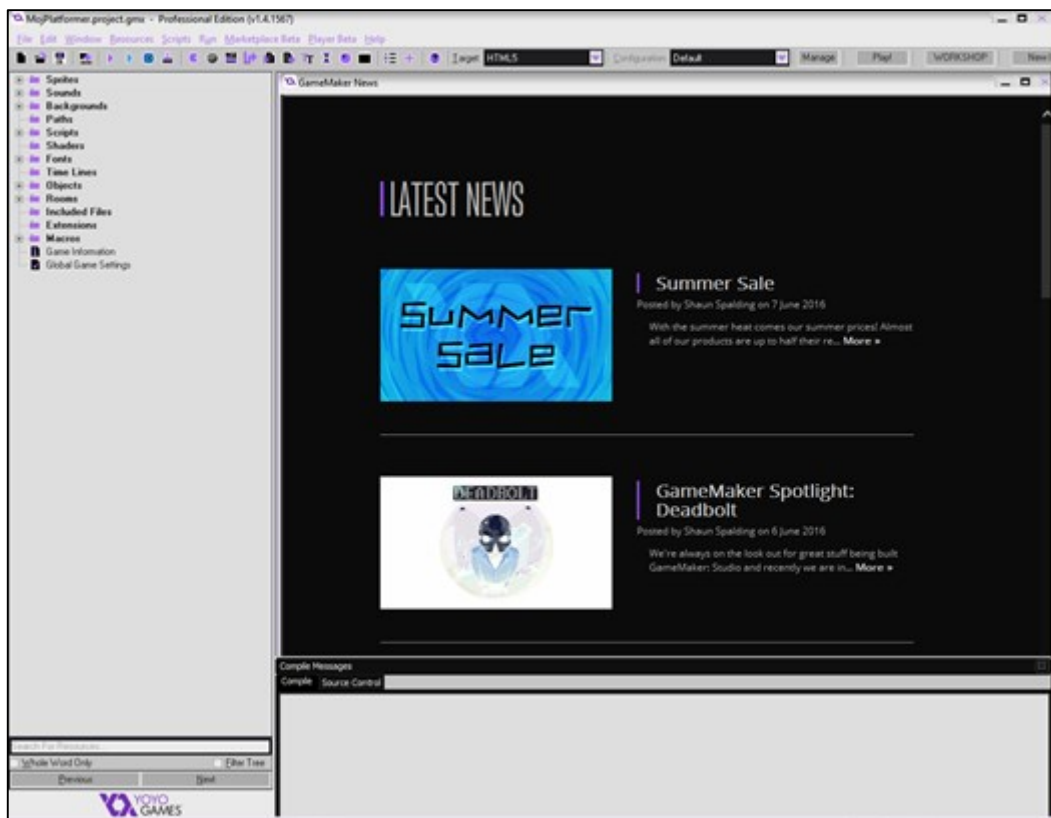 MojPlatformer.project.gmx - Professional Edition (v1.4.1567)
File Edit Window Resources Scripts Run Marketplace Beta Player Beta Help
Target: HTML5 Configuration: Default Manage Play! WORKSHOP New
Sprites
Sounds
Backgrounds
Paths
Scripts
Shaders
Fonts
Time Lines
Objects
Rooms
Included Files
Extensions
Macros
Game Information
Global Game Settings
GameMaker News
LATEST NEWS
Summer
Sale
Summer Sale
Posted by Shaun Spalding on 7 June 2016
With the summer heat comes our summer prices! Almost
all of our products are up to half their re... More »
DEADBOLT
GameMaker Spotlight:
Deadbolt
Posted by Shaun Spalding on 6 June 2016
We're always on the look out for great stuff being built
GameMaker: Studio and recently we are in... More »
Compile Messages
Compile Source Control
Search For Resources
Whole Word Only Filter Tree
Previous Next
YOYO
GAMES